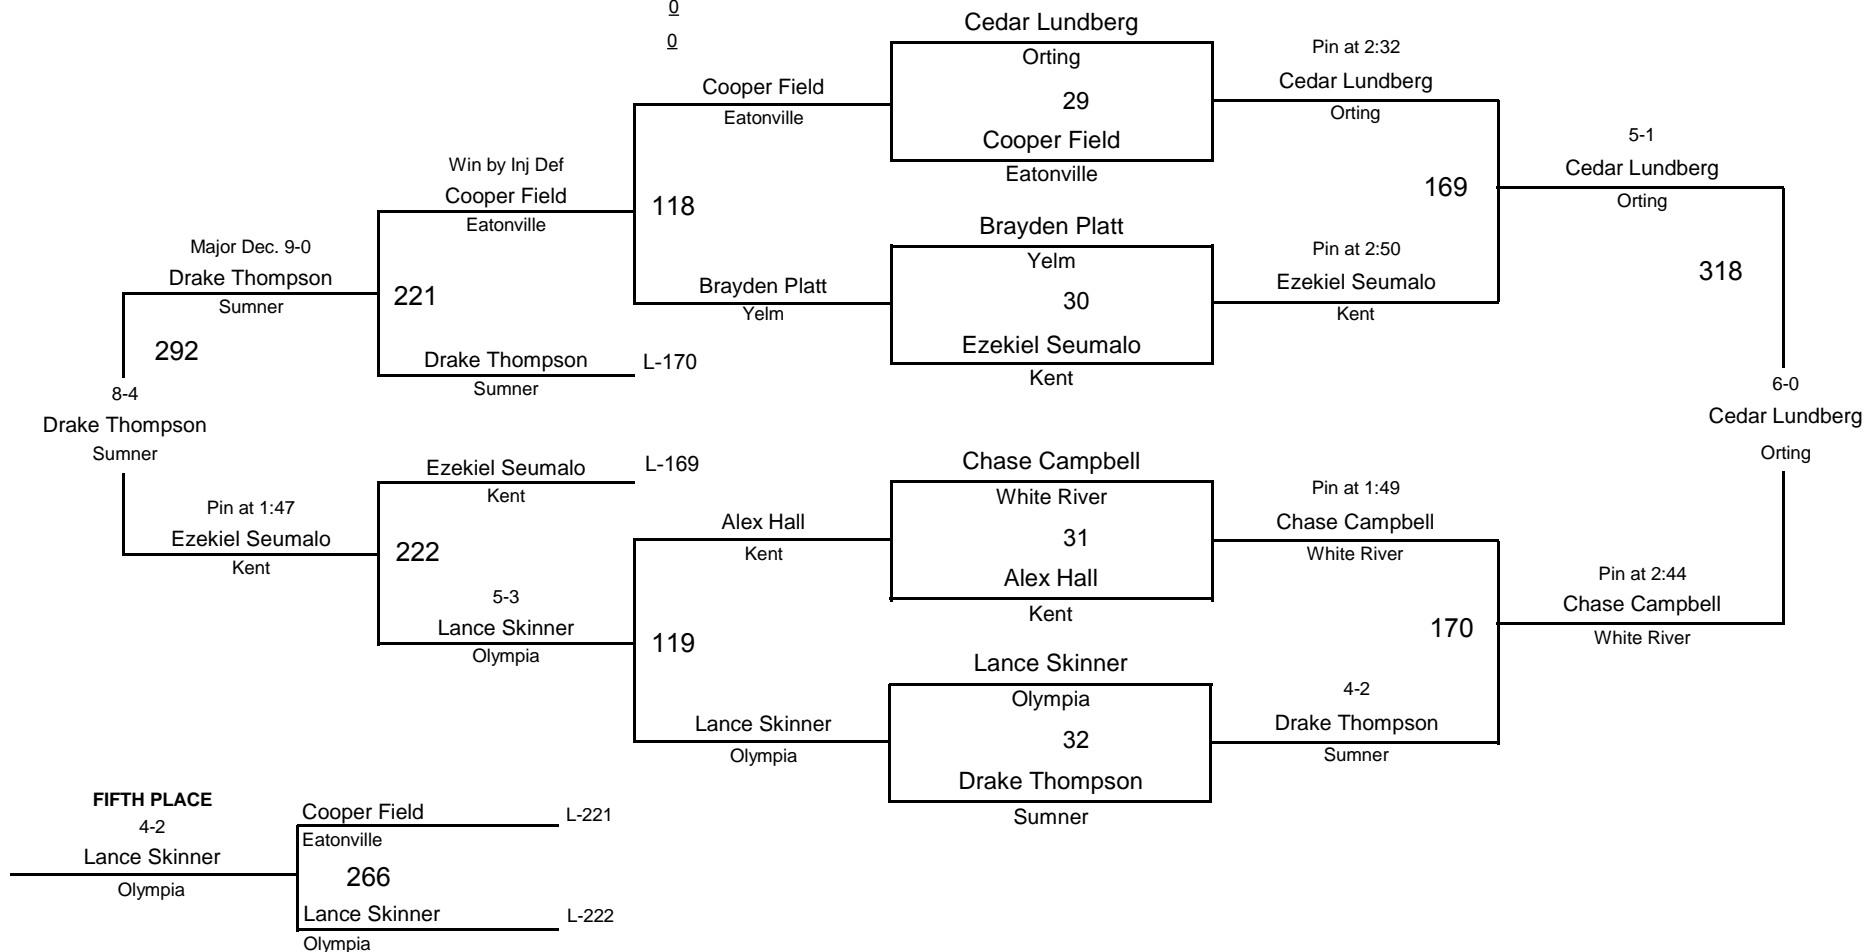 0
0
Cedar Lundberg
Orting
29
Cooper Field
Eatonville
Pin at 2:32
Cedar Lundberg
Orting
Cooper Field
Eatonville
5-1
Cedar Lundberg
Orting
Win by Inj Def
Cooper Field
Eatonville
118
169
Brayden Platt
Yelm
30
Ezekiel Seumalo
Kent
Pin at 2:50
Ezekiel Seumalo
Kent
Major Dec. 9-0
Drake Thompson
Sumner
221
Brayden Platt
Yelm
318
292
Drake Thompson
Sumner
L-170
8-4
Drake Thompson
Sumner
6-0
Cedar Lundberg
Orting
Ezekiel Seumalo
Kent
L-169
Chase Campbell
White River
31
Alex Hall
Kent
Pin at 1:49
Chase Campbell
White River
Pin at 1:47
Ezekiel Seumalo
Kent
222
Alex Hall
Kent
5-3
Lance Skinner
Olympia
119
170
Pin at 2:44
Chase Campbell
White River
Lance Skinner
Olympia
32
Drake Thompson
Sumner
4-2
Drake Thompson
Sumner
Lance Skinner
Olympia
FIFTH PLACE
4-2
Lance Skinner
Olympia
Cooper Field
Eatonville
L-221
266
Lance Skinner
Olympia
L-222